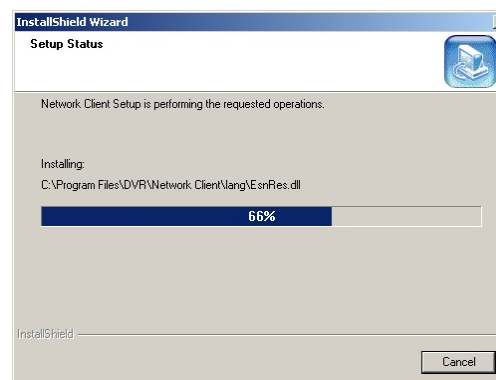 InstallShield Wizard
Setup Status
Network Client Setup is performing the requested operations.
Installing:
C:\Program Files\DVR\Network Client\lang\EsnRes.dll
66%
InstallShield
Cancel